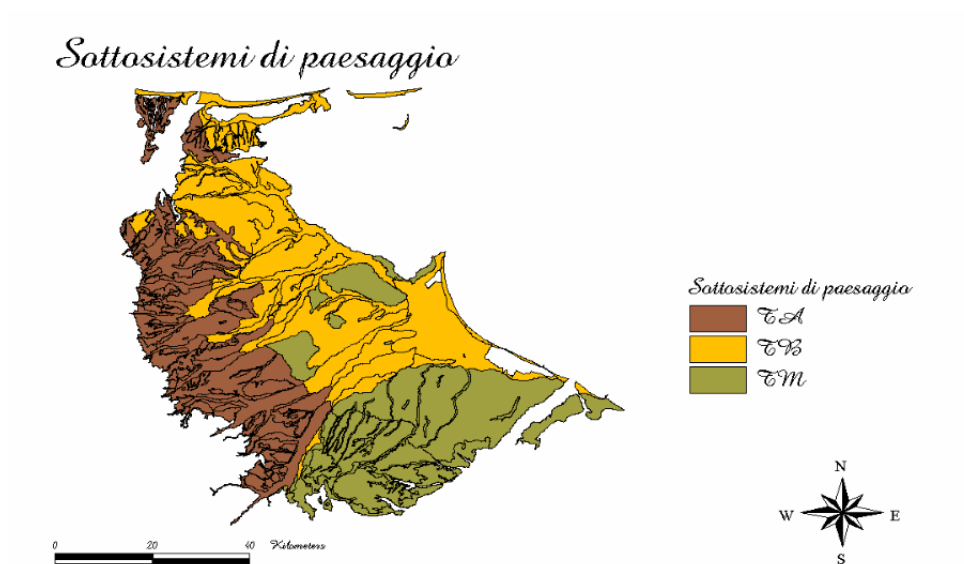 Sottosistemi di paesaggio
Sottosistemi di paesaggio
TA
TB
TM
N
W E
S
0 20 40 Kilometers